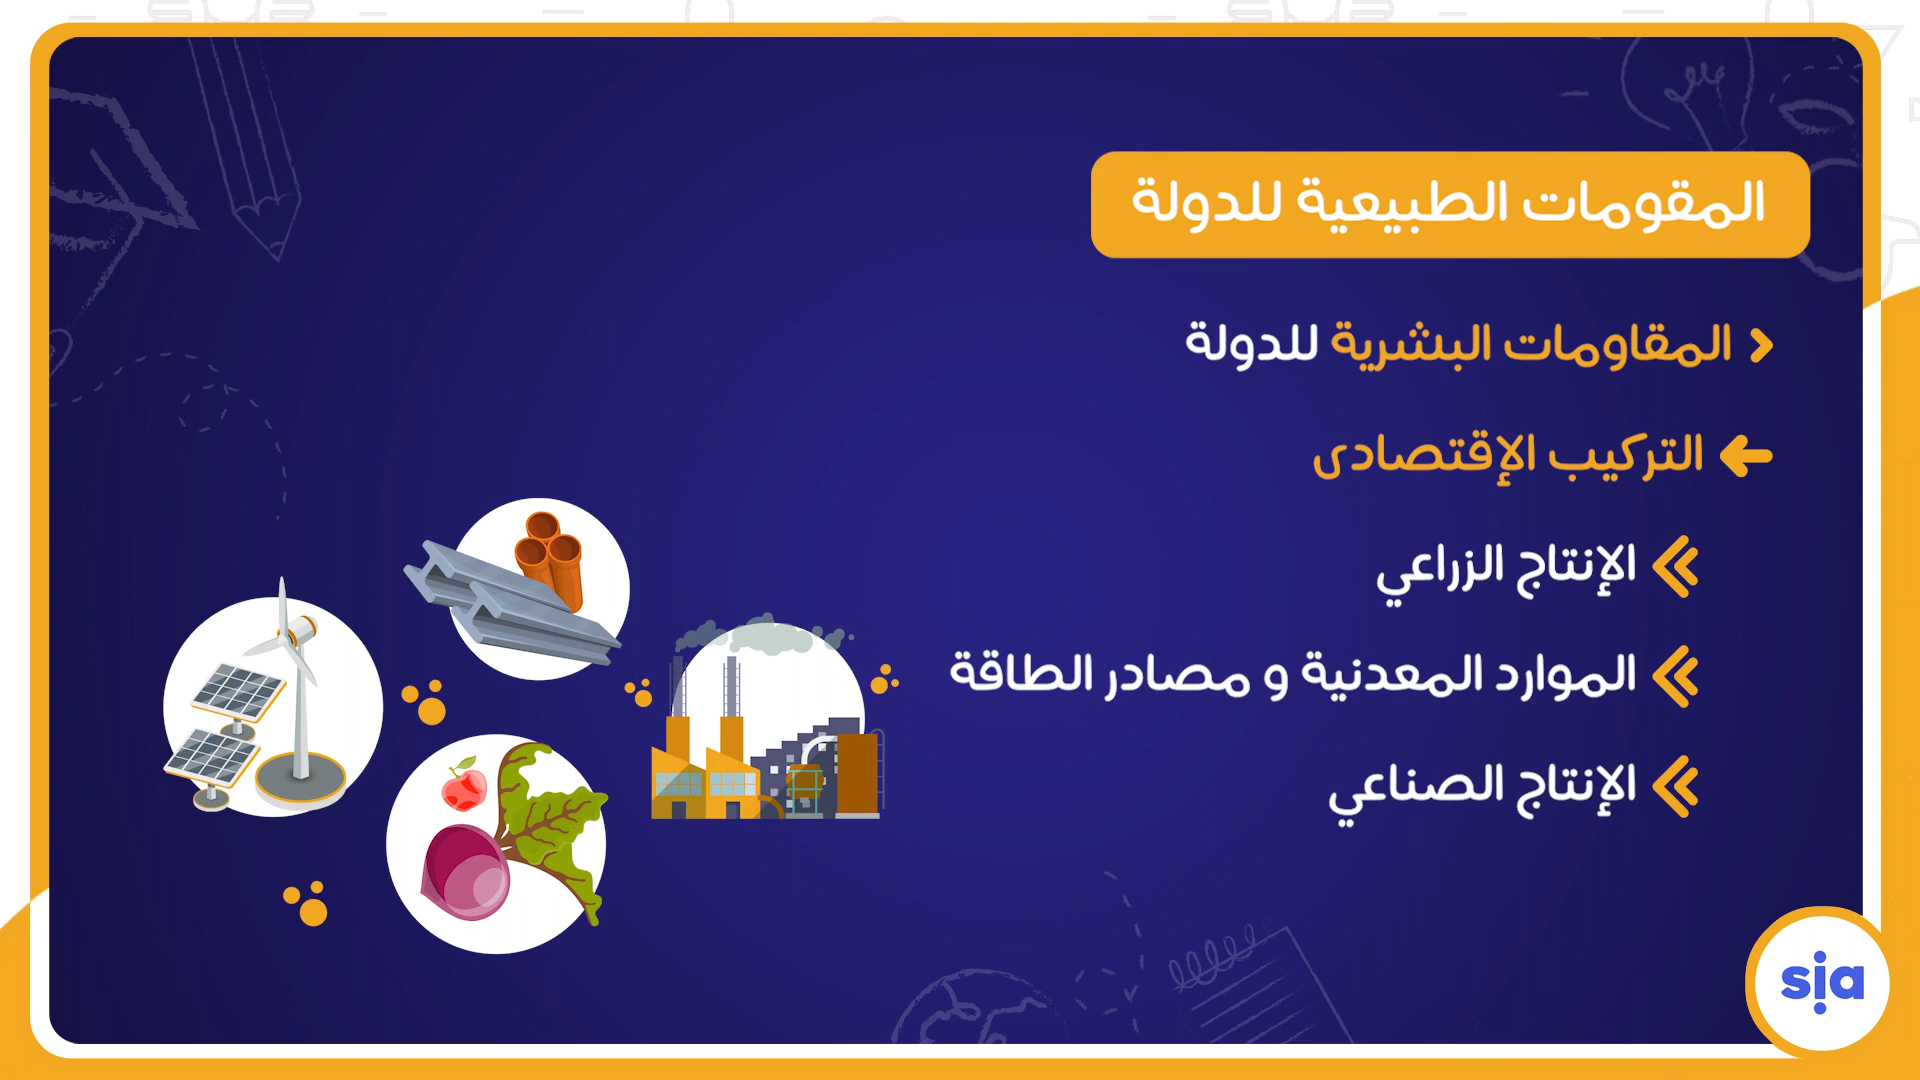 المقومات الطبيعية للدولة
المقاومات البشرية للدولة
التركيب الإقتصادى
الإنتاج الزراعي
الموارد المعدنية و مصادر الطاقة
الإنتاج الصناعي
sia